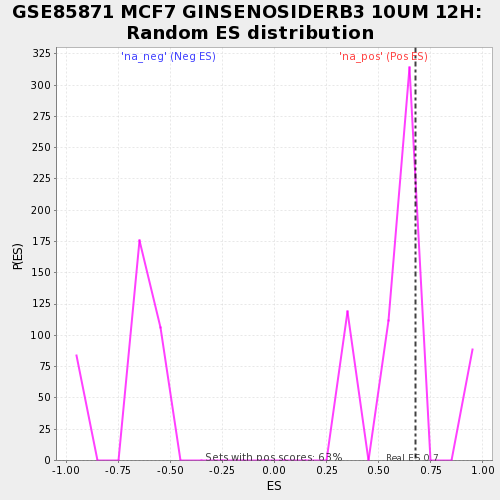 GSE85871 MCF7 GINSENOSIDERB3 10UM 12H:
Random ES distribution
'na_neg' (Neg ES)
'na_pos' (Pos ES)
325
300
275
250
225
200
175
150
125
100
75
50
25
0
P(ES)
Sets with pos scores: 63%
Real ES 0.7
-1.00 -0.75 -0.50 -0.25 0.00 0.25 0.50 0.75 1.00
ES